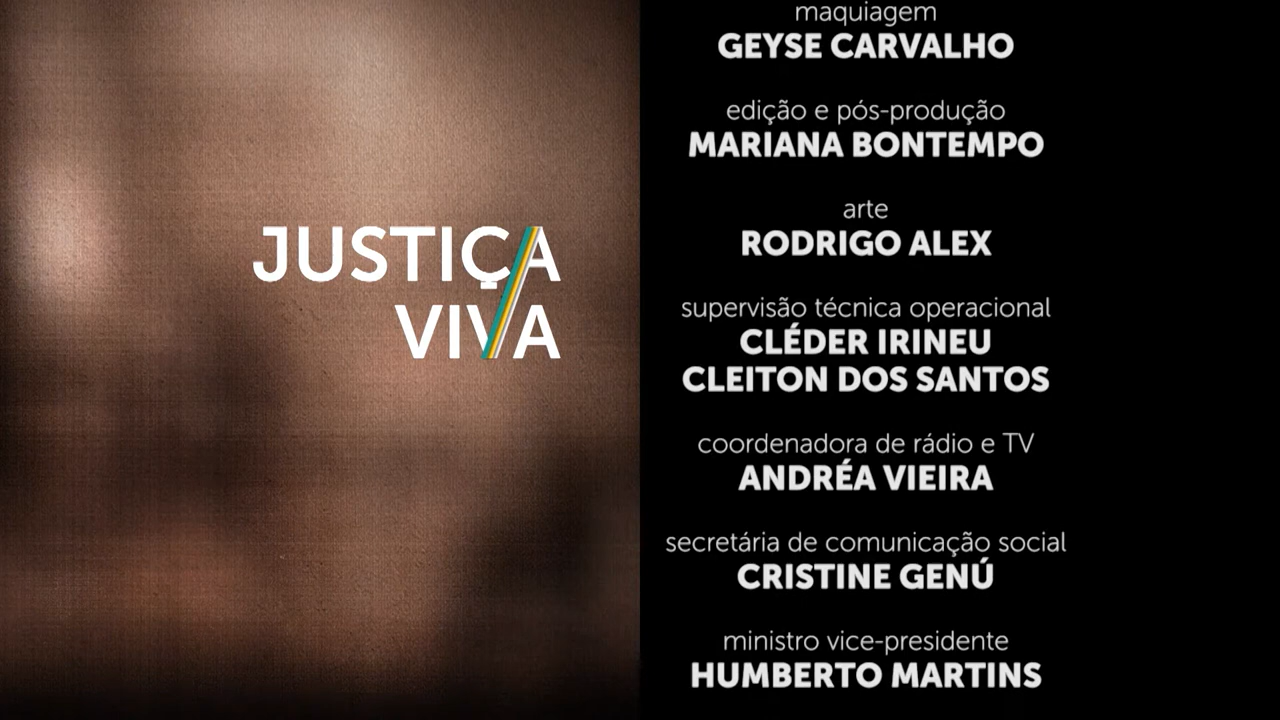 JUSTIÇA
VIVA
maquiagem
GEYSE CARVALHO
edição e pós-produção
MARIANA BONTEMPO
arte
RODRIGO ALEX
supervisão técnica operacional
CLÉDER IRINEU
CLEITON DOS SANTOS
coordenadora de rádio e TV
ANDRÉA VIEIRA
secretária de comunicação social
CRISTINE GENÚ
ministro vice-presidente
HUMBERTO MARTINS